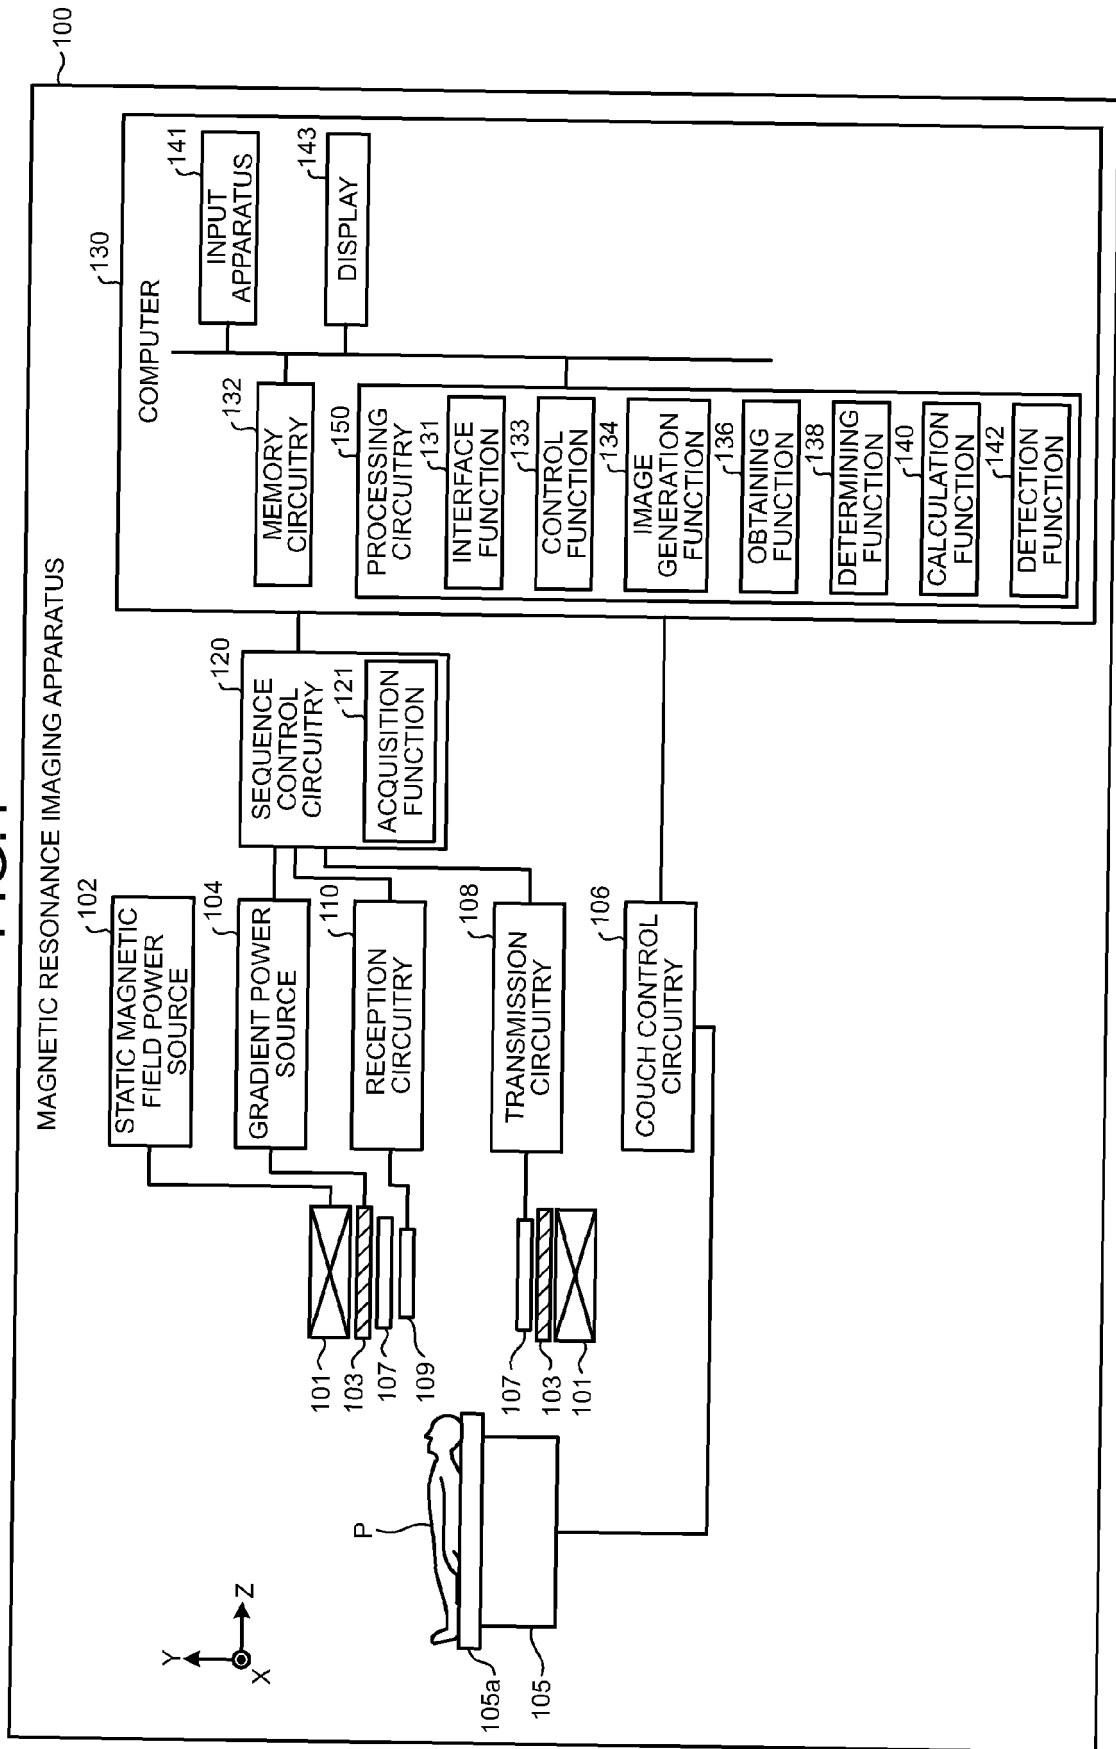 MAGNETIC RESONANCE IMAGING APPARATUS
100
102
STATIC MAGNETIC
FIELD POWER
SOURCE
104
GRADIENT POWER
SOURCE
110
RECEPTION
CIRCUITRY
108
TRANSMISSION
CIRCUITRY
106
COUCH CONTROL
CIRCUITRY
101
103
107
109
107
103
101
P
105a
105
Y
Z
X
120
SEQUENCE
CONTROL
CIRCUITRY
121
ACQUISITION
FUNCTION
130
COMPUTER
132
MEMORY
CIRCUITRY
141
INPUT
APPARATUS
143
DISPLAY
150
PROCESSING
CIRCUITRY
131
INTERFACE
FUNCTION
133
CONTROL
FUNCTION
134
IMAGE
GENERATION
FUNCTION
136
OBTAINING
FUNCTION
138
DETERMINING
FUNCTION
140
CALCULATION
FUNCTION
142
DETECTION
FUNCTION